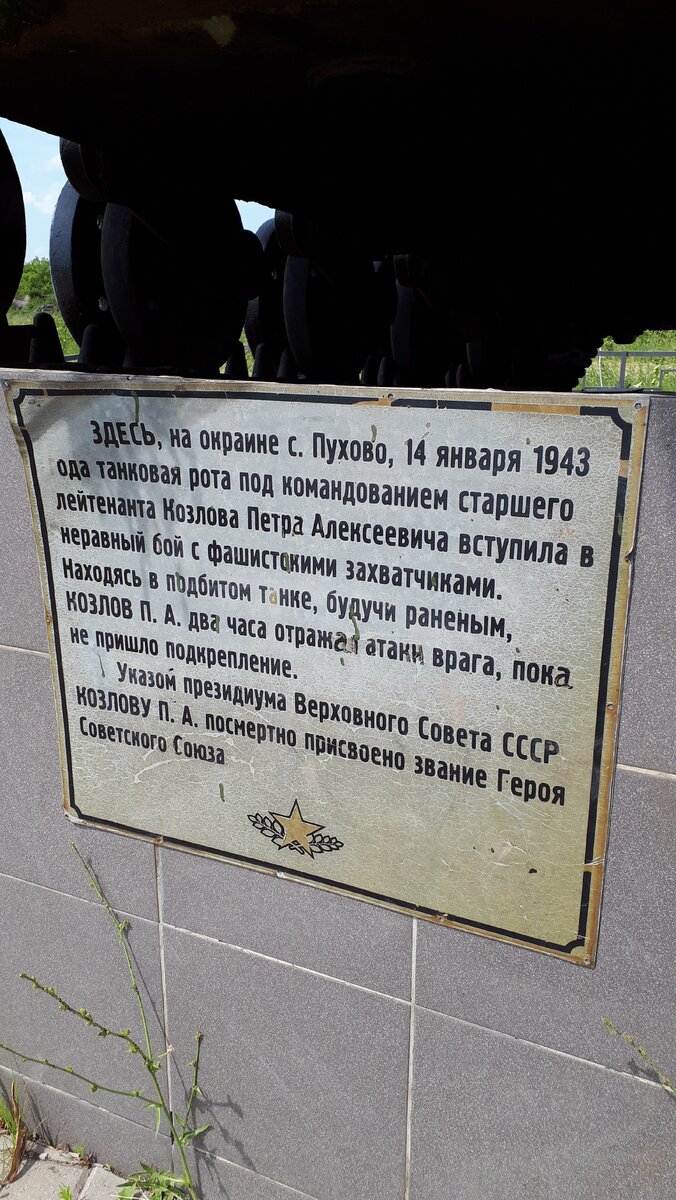 ЗДЕСЬ, на окраине с. Пухово, 14 января 1943
ода танковая рота под командованием старшего
лейтенанта Козлова Петра Алексеевича вступила в
неравный бой с фашистскими захватчиками.
Находясь в подбитом танке, будучи раненым,
КОЗЛОВ П. А. два часа отражал атаки врага, пока
не пришло подкрепление.
Указом президиума Верховного Совета СССР
КОЗЛОВУ П. А. посмертно присвоено звание Героя
Советского Союза